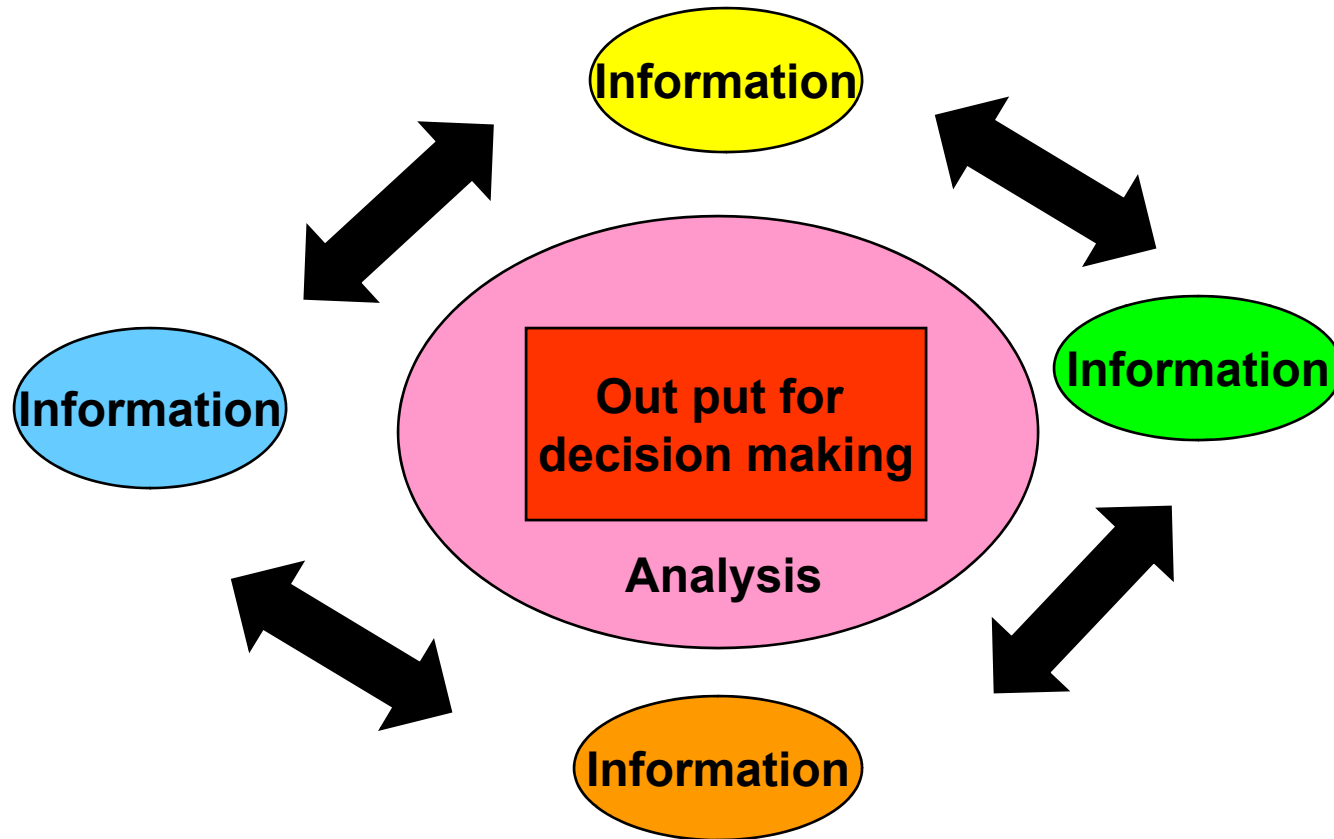 Information
Information
Information
Out put for
decision making
Analysis
Information